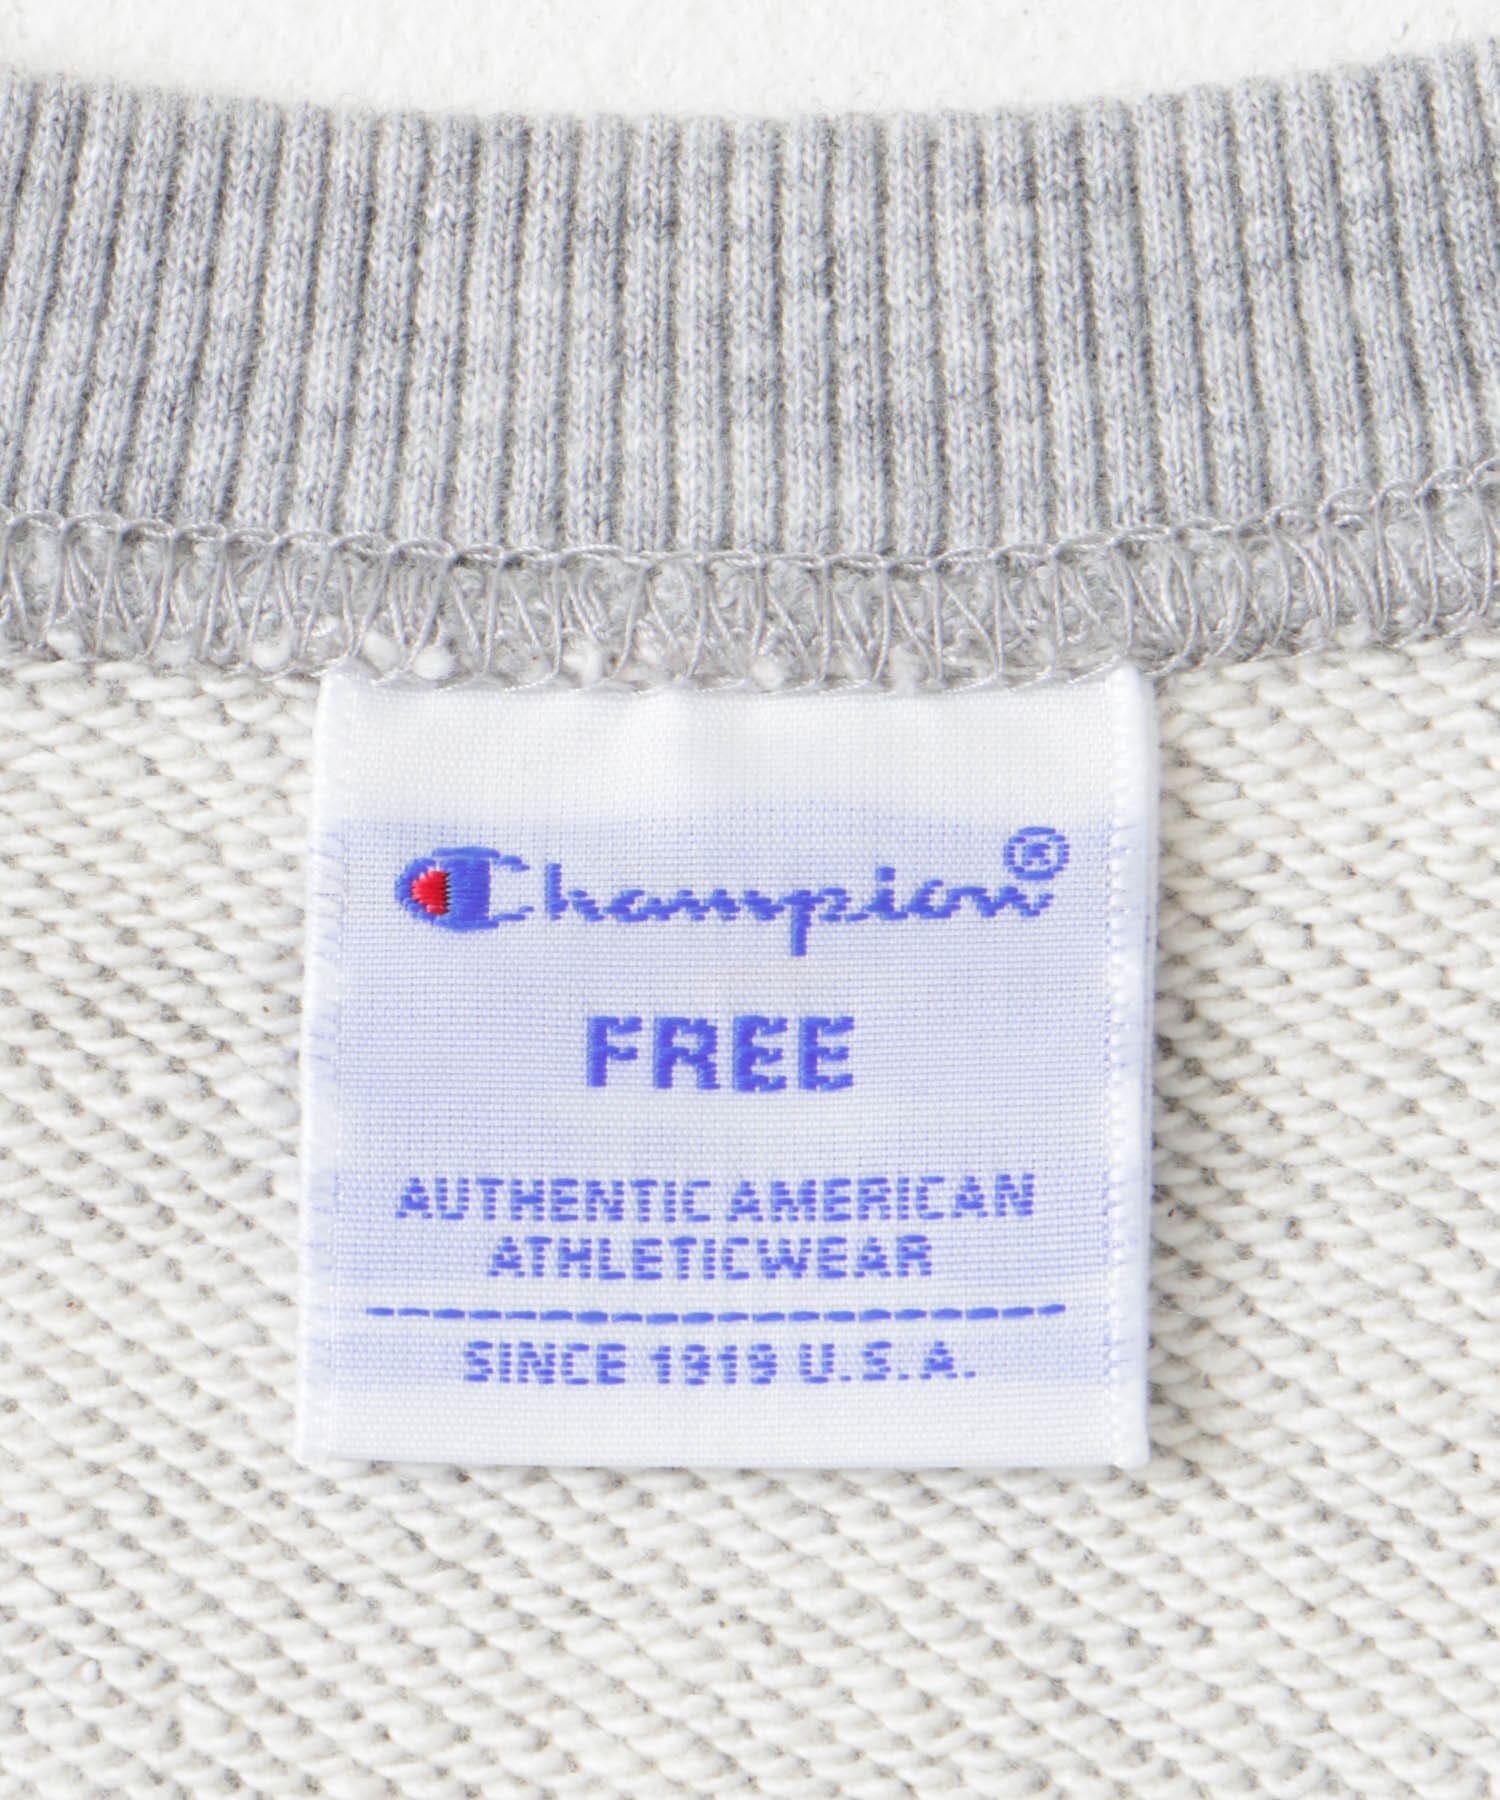 Champion®
FREE
AUTHENTIC AMERICAN
ATHLETICWEAR
SINCE 1919 U.S.A.